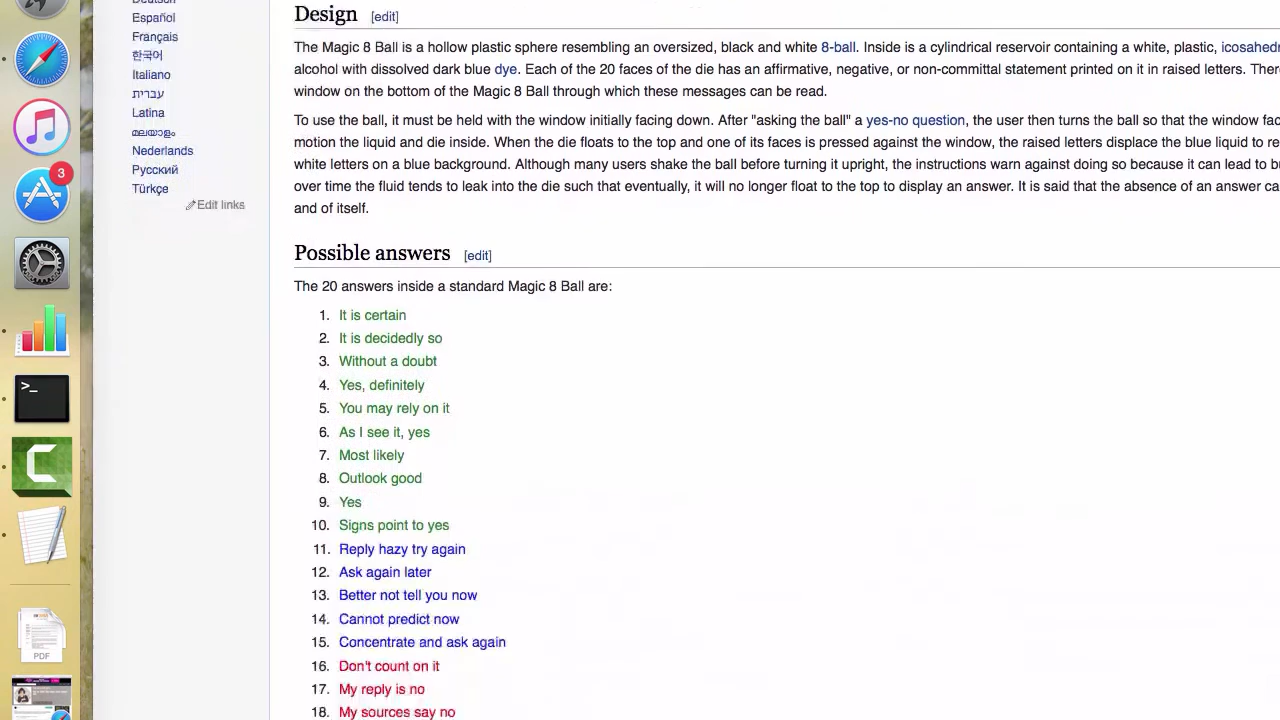 Deutsch
Español
Français
한국어
Italiano
עברית
Latina
മലയാളം
Nederlands
Русский
Türkçe
Edit links
3
>_
PDF
Design [edit]
The Magic 8 Ball is a hollow plastic sphere resembling an oversized, black and white 8-ball. Inside is a cylindrical reservoir containing a white, plastic, icosahedr
alcohol with dissolved dark blue dye. Each of the 20 faces of the die has an affirmative, negative, or non-committal statement printed on it in raised letters. Ther
window on the bottom of the Magic 8 Ball through which these messages can be read.
To use the ball, it must be held with the window initially facing down. After "asking the ball" a yes-no question, the user then turns the ball so that the window fac
motion the liquid and die inside. When the die floats to the top and one of its faces is pressed against the window, the raised letters displace the blue liquid to re
white letters on a blue background. Although many users shake the ball before turning it upright, the instructions warn against doing so because it can lead to bu
over time the fluid tends to leak into the die such that eventually, it will no longer float to the top to display an answer. It is said that the absence of an answer ca
and of itself.
Possible answers [edit]
The 20 answers inside a standard Magic 8 Ball are:
1. It is certain
2. It is decidedly so
3. Without a doubt
4. Yes, definitely
5. You may rely on it
6. As I see it, yes
7. Most likely
8. Outlook good
9. Yes
10. Signs point to yes
11. Reply hazy try again
12. Ask again later
13. Better not tell you now
14. Cannot predict now
15. Concentrate and ask again
16. Don't count on it
17. My reply is no
18. My sources say no